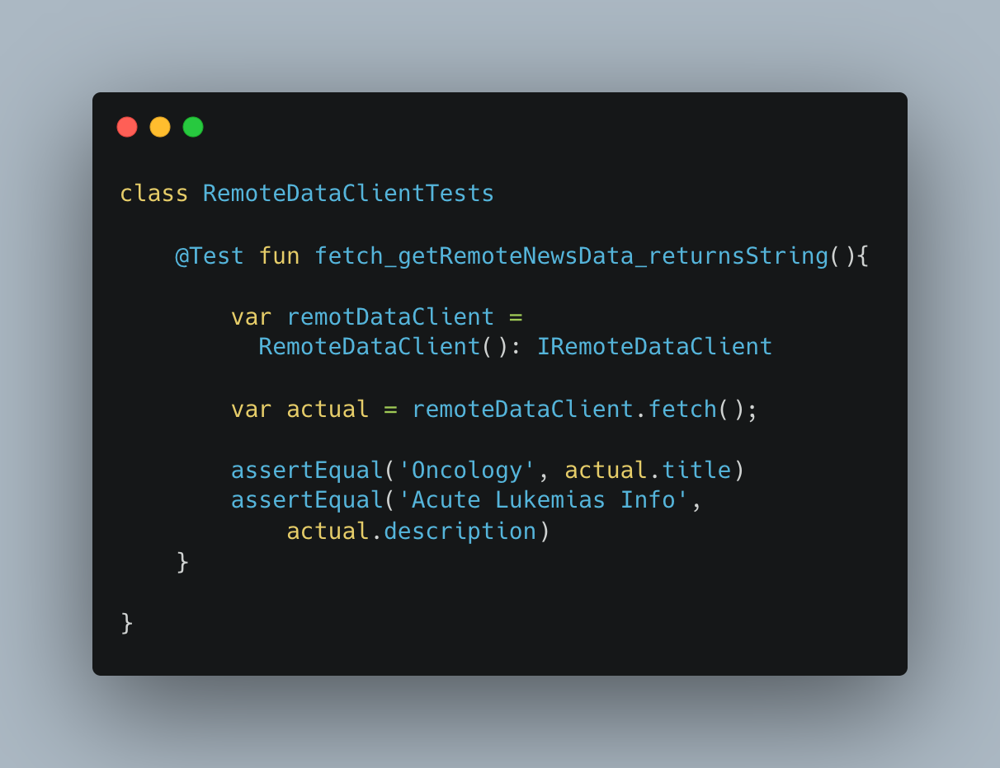 class RemoteDataClientTests
@Test fun fetch_getRemoteNewsData_returnsString(){
var remotDataClient =
RemoteDataClient(): IRemoteDataClient
var actual = remoteDataClient.fetch();
assertEqual('Oncology', actual.title)
assertEqual('Acute Lukemias Info',
actual.description)
}
}